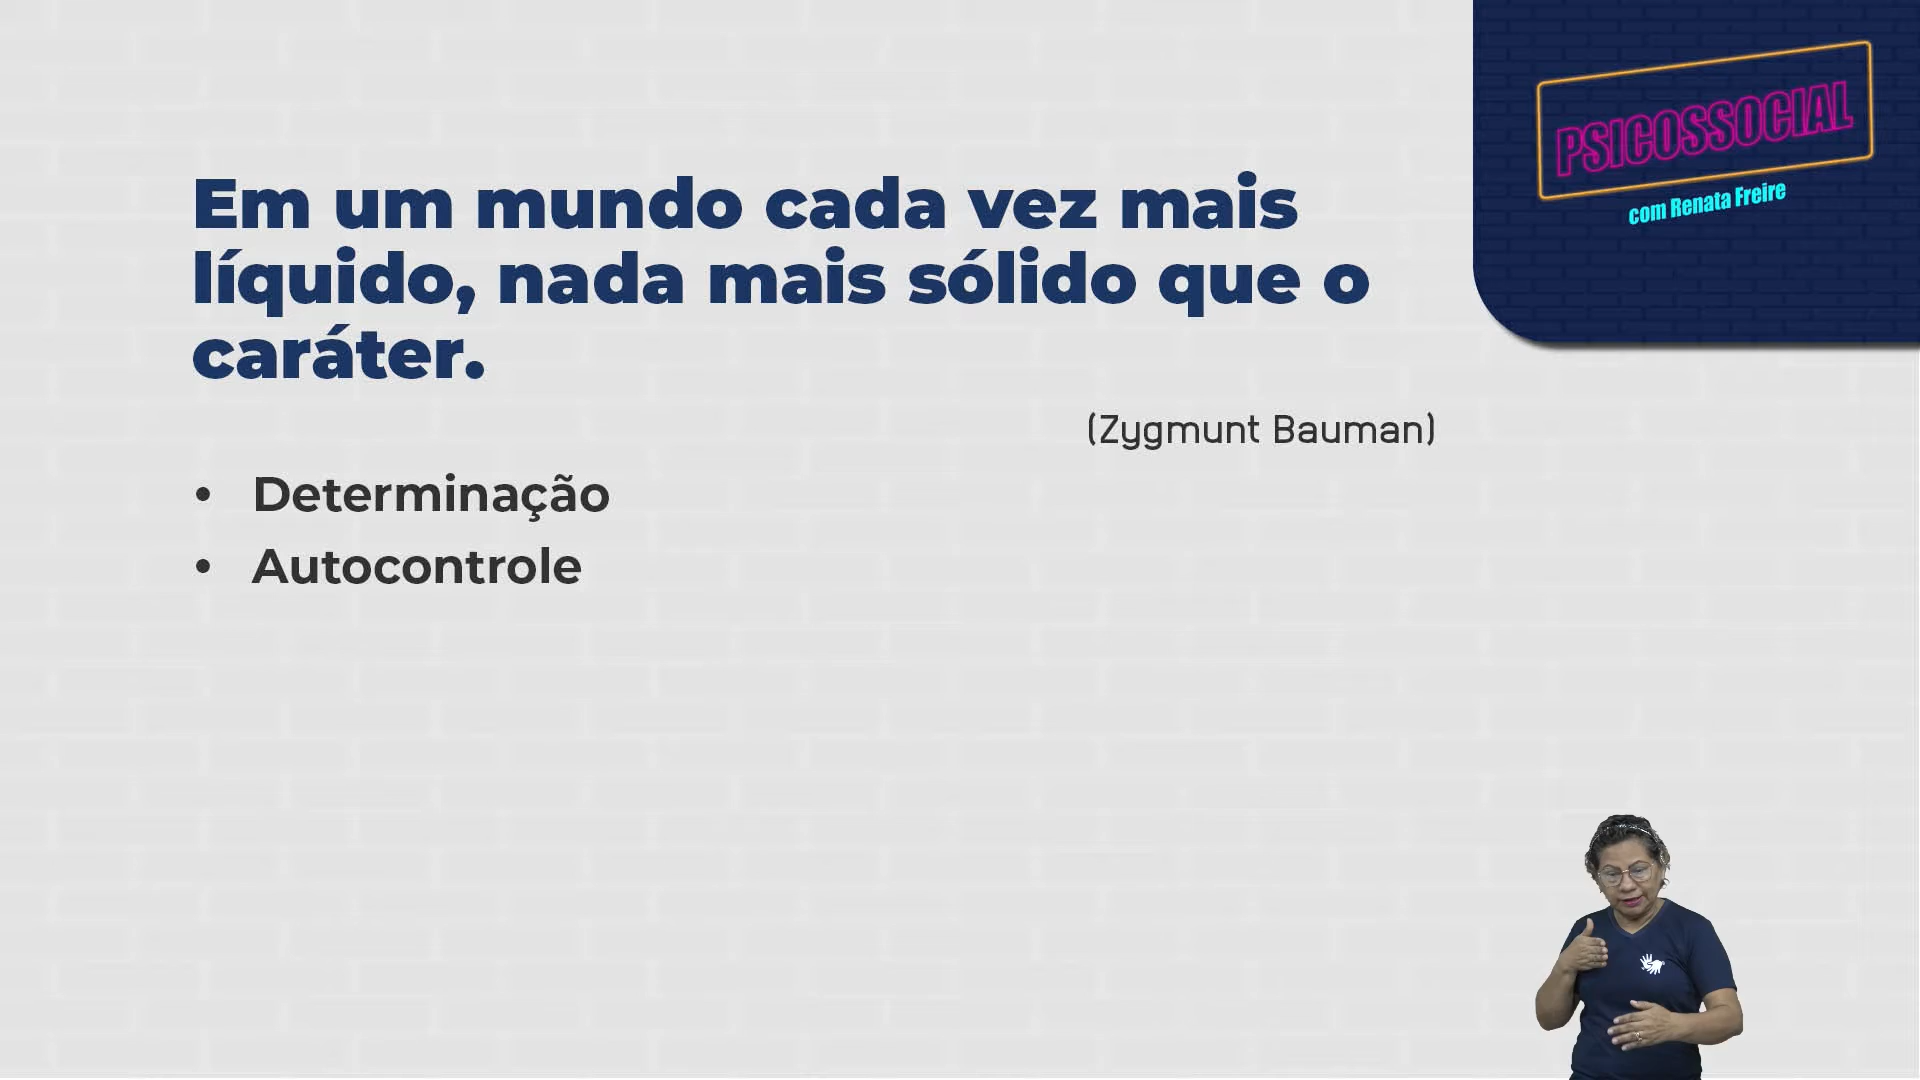 PSICOSSOCIAL
com Renata Freire
Em um mundo cada vez mais
líquido, nada mais sólido que o
caráter.
(Zygmunt Bauman)
• Determinação
• Autocontrole